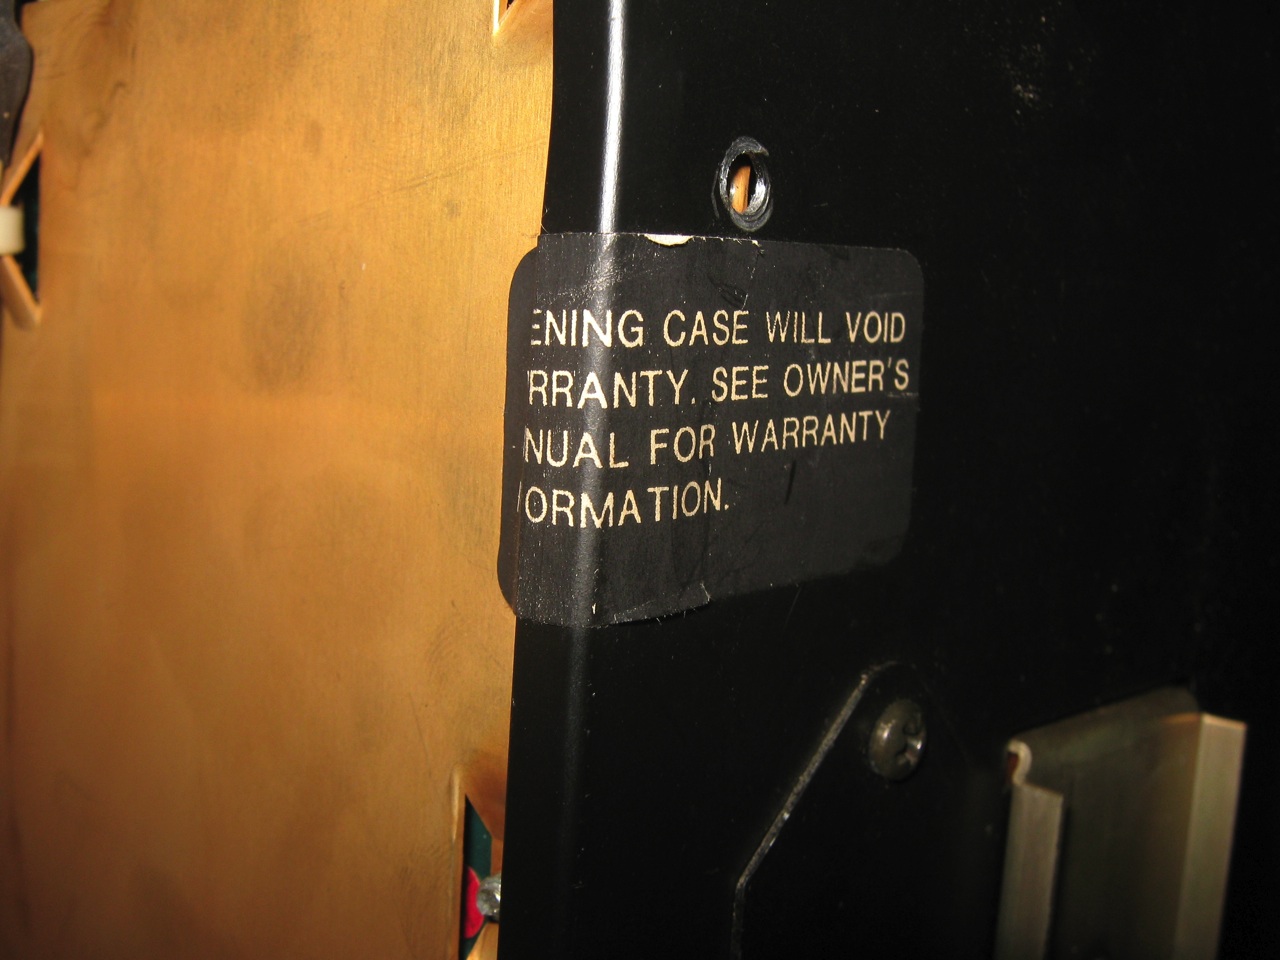 ENING CASE WILL VOID
RRANTY. SEE OWNER'S
NUAL FOR WARRANTY
ORMATION.